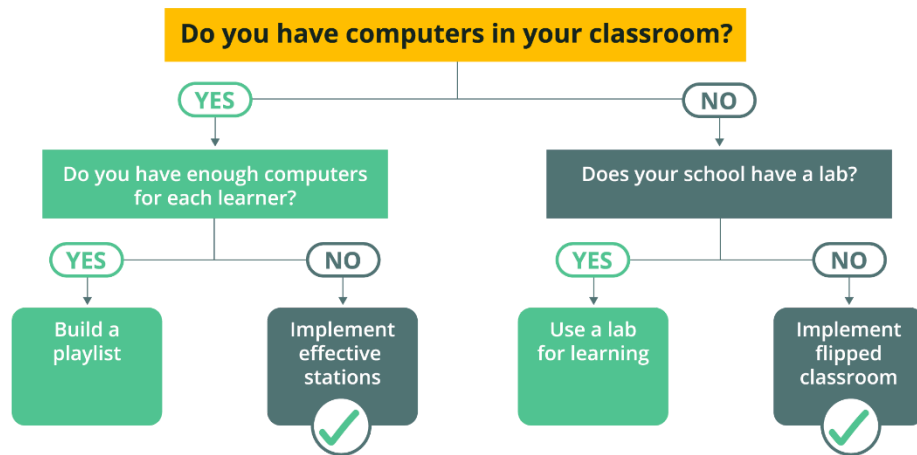 Do you have computers in your classroom?
YES
NO
Do you have enough computers
for each learner?
Does your school have a lab?
YES
NO
YES
NO
Build a
playlist
Implement
effective
stations
Use a lab
for learning
Implement
flipped
classroom